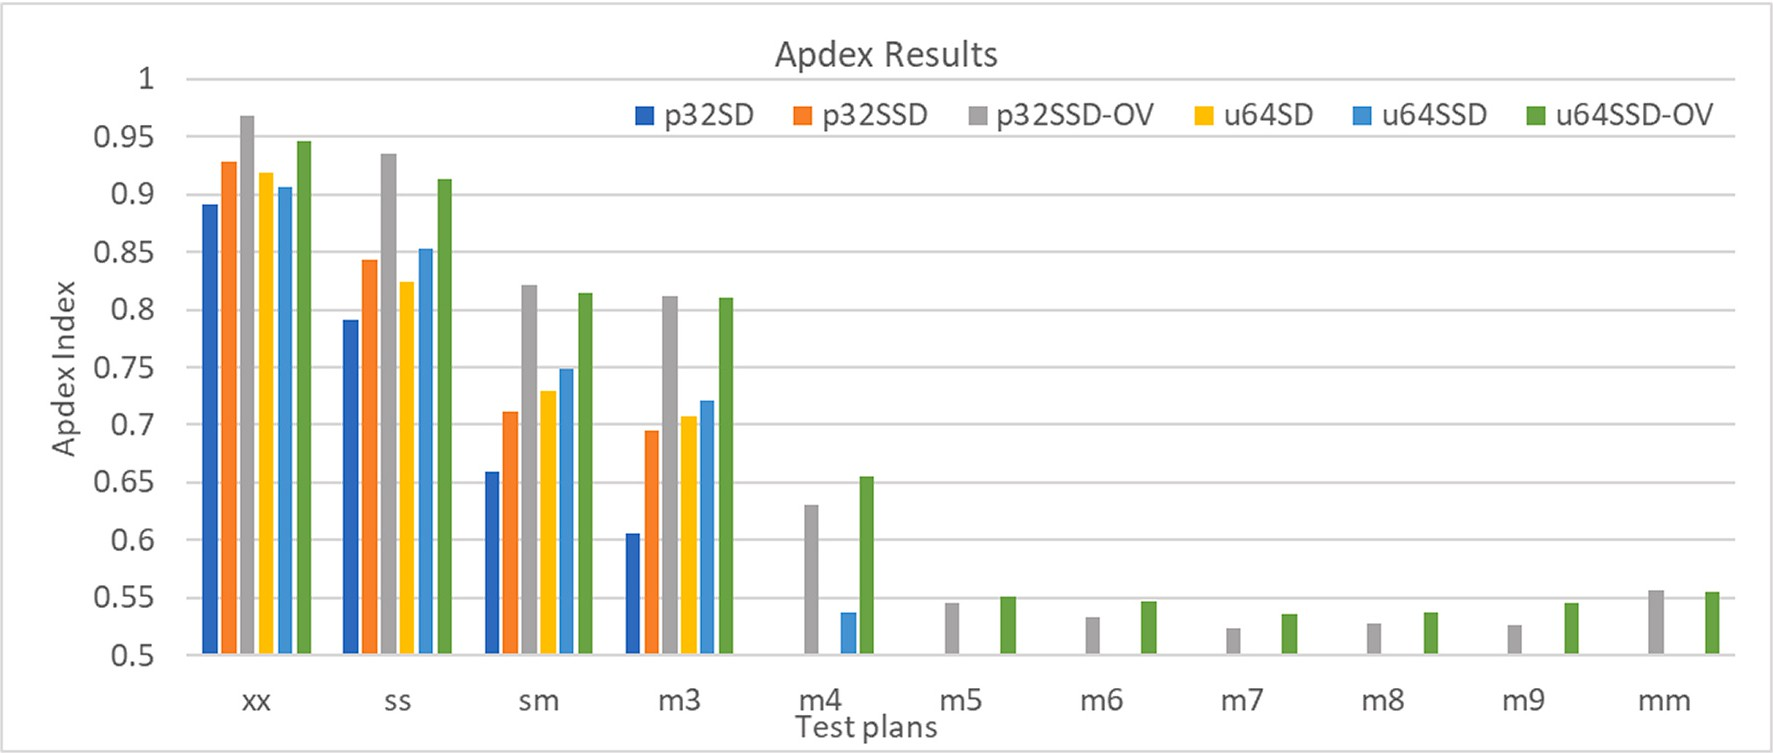 Apdex Results
1
p32SD p32SSD p32SSD-OV u64SD u64SSD u64SSD-OV
0.95
0.9
0.85
0.8
0.75
0.7
0.65
0.6
0.55
0.5
Apdex Index
xx ss sm m3 m4 m5 m6 m7 m8 m9 mm
Test plans